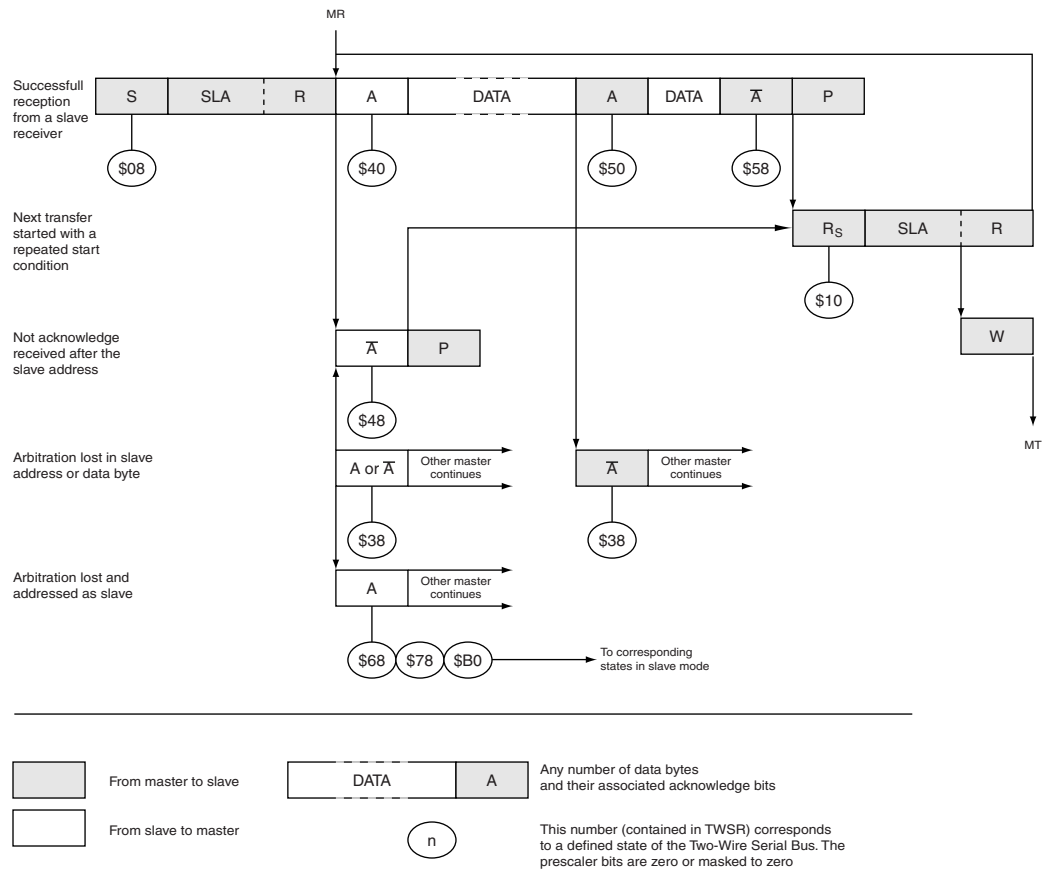 MR
Successfull
reception
from a slave
receiver
S SLA R A DATA A DATA A̅ P
$08 $40 $50 $58
Next transfer
started with a
repeated start
condition
RS SLA R
$10
W
MT
Not acknowledge
received after the
slave address
A̅ P
$48
Arbitration lost in slave
address or data byte
A or A̅
Other master
continues
A̅
Other master
continues
$38 $38
Arbitration lost and
addressed as slave
A
Other master
continues
$68 $78 $B0
To corresponding
states in slave mode
From master to slave
DATA A
Any number of data bytes
and their associated acknowledge bits
From slave to master
n
This number (contained in TWSR) corresponds
to a defined state of the Two-Wire Serial Bus. The
prescaler bits are zero or masked to zero